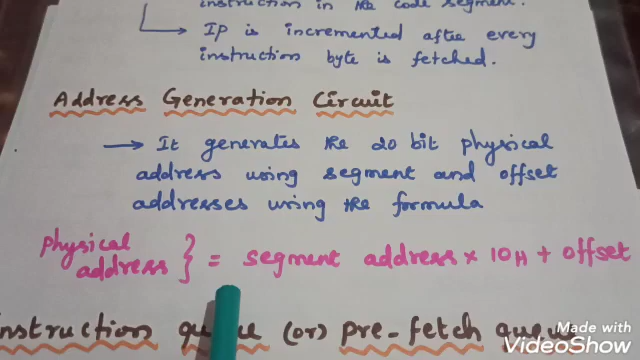 instruction in the code segment.
→ IP is incremented after every
instruction byte is fetched.
Address Generation Circuit
→ It generates the 20 bit physical
address using segment and offset
addresses using the formula
physical address } = segment address × 10H + offset
Instruction queue (or) pre-fetch queue
Made with
VideoShow